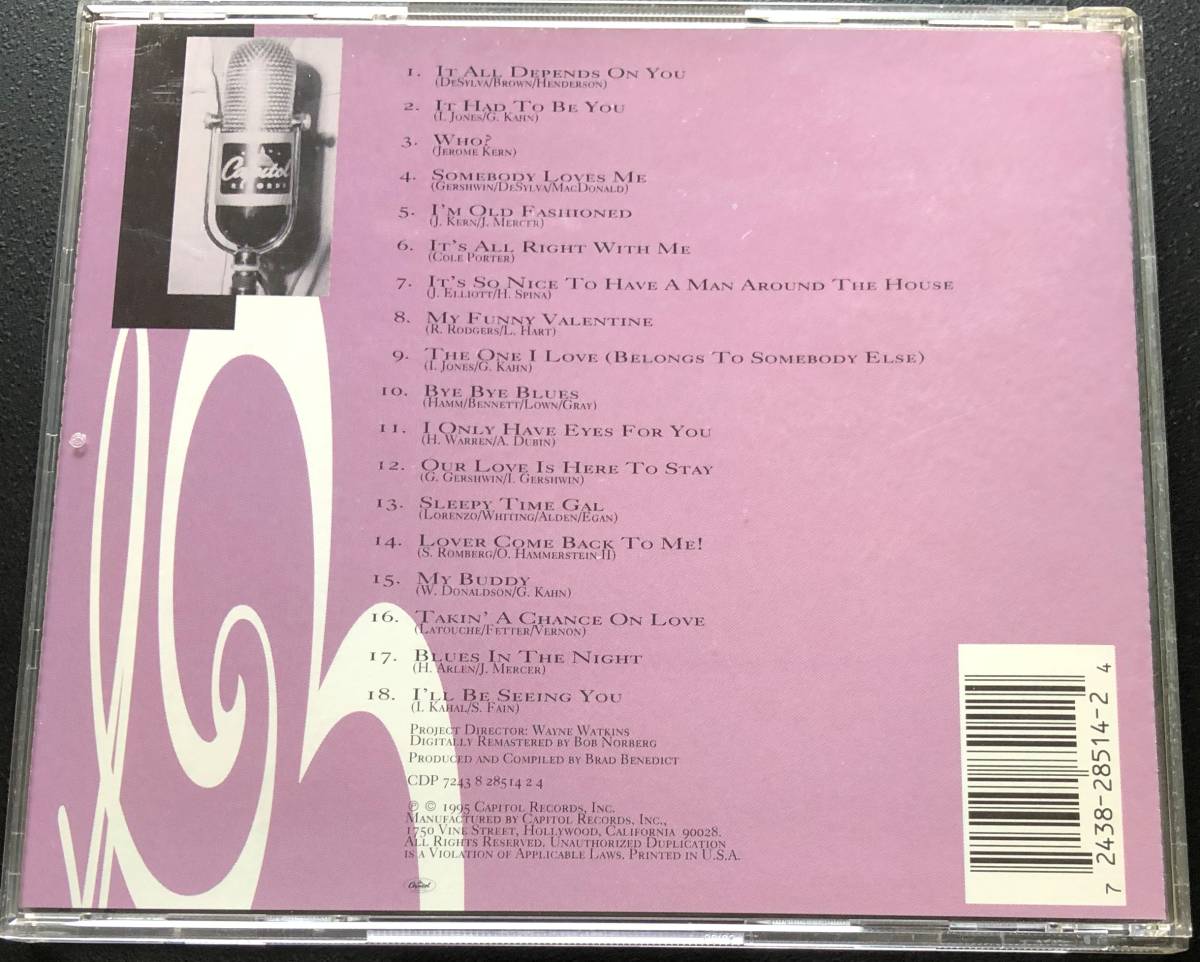 Capitol
RECORDS
1. It All Depends On You
(DeSylva/Brown/Henderson)
2. It Had To Be You
(I. Jones/G. Kahn)
3. Who?
(Jerome Kern)
4. Somebody Loves Me
(Gershwin/DeSylva/MacDonald)
5. I'm Old Fashioned
(J. Kern/J. Mercer)
6. It's All Right With Me
(Cole Porter)
7. It's So Nice To Have A Man Around The House
(J. Elliott/H. Spina)
8. My Funny Valentine
(R. Rodgers/L. Hart)
9. The One I Love (Belongs To Somebody Else)
(I. Jones/G. Kahn)
10. Bye Bye Blues
(Hamm/Bennett/Lown/Gray)
11. I Only Have Eyes For You
(H. Warren/A. Dubin)
12. Our Love Is Here To Stay
(G. Gershwin/I. Gershwin)
13. Sleepy Time Gal
(Lorenzo/Whiting/Alden/Egan)
14. Lover Come Back To Me!
(S. Romberg/O. Hammerstein II)
15. My Buddy
(W. Donaldson/G. Kahn)
16. Takin' A Chance On Love
(Latouche/Fetter/Vernon)
17. Blues In The Night
(H. Arlen/J. Mercer)
18. I'll Be Seeing You
(I. Kahal/S. Fain)
Project Director: Wayne Watkins
Digitally Remastered by Bob Norberg
Produced and Compiled by Brad Benedict
CDP 7243 8 28514 2 4
℗ © 1995 Capitol Records, Inc.
Manufactured by Capitol Records, Inc.,
1750 Vine Street, Hollywood, California 90028.
All Rights Reserved. Unauthorized Duplication
is a Violation of Applicable Laws. Printed in U.S.A.
Capitol
7 24438-28514-2 4